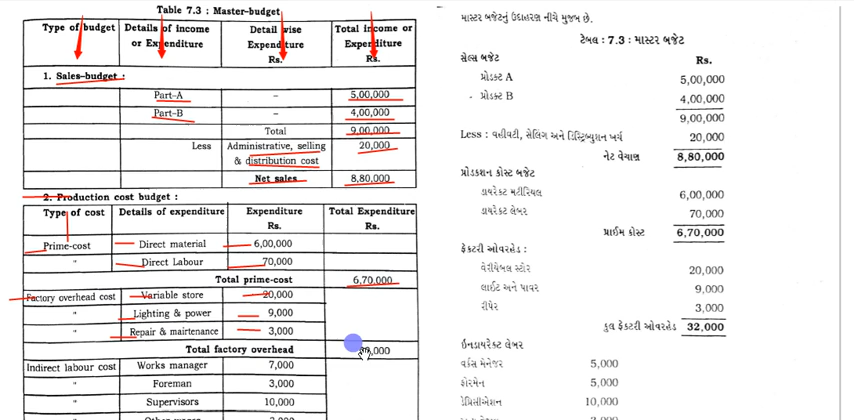 Table 7.3 : Master-budget
Type of budget Details of income or Expenditure Detail wise Expenditure Rs. Total income or Expenditure Rs.
1. Sales-budget :
Part-A – 5,00,000
Part-B – 4,00,000
Total 9,00,000
Less Administrative, selling 20,000
& distribution cost
Net sales 8,80,000
2. Production cost budget :
Type of cost Details of expenditure Expenditure Rs. Total Expenditure Rs.
Prime-cost Direct material 6,00,000
" Direct Labour 70,000
Total prime-cost 6,70,000
Factory overhead cost Variable store 20,000
" Lighting & power 9,000
" Repair & mairtenance 3,000
Total factory overhead ,000
Indirect labour cost Works manager 7,000
" Foreman 3,000
" Supervisors 10,000
માસ્ટર બજેટનું ઉદાહરણ નીચે મુજબ છે.
ટેબલ : 7.3 : માસ્ટર બજેટ
સેલ્સ બજેટ Rs.
પ્રોડક્ટ A 5,00,000
પ્રોડક્ટ B 4,00,000
9,00,000
Less : વહીવટી, સેલિંગ અને ડિસ્ટ્રિબ્યુશન ખર્ચ 20,000
નેટ વેચાણ 8,80,000
પ્રોડક્શન કોસ્ટ બજેટ
ડાયરેક્ટ મટીરિયલ 6,00,000
ડાયરેક્ટ લેબર 70,000
પ્રાઈમ કોસ્ટ 6,70,000
ફેક્ટરી ઓવરહેડ :
વેરીયેબલ સ્ટોર 20,000
લાઈટ અને પાવર 9,000
રીપેર 3,000
કુલ ફેક્ટરી ઓવરહેડ 32,000
ઇનડાયરેક્ટ લેબર
વર્ક્સ મેનેજર 5,000
ફોરમેન 5,000
ડેપ્રિસીએશન 10,000